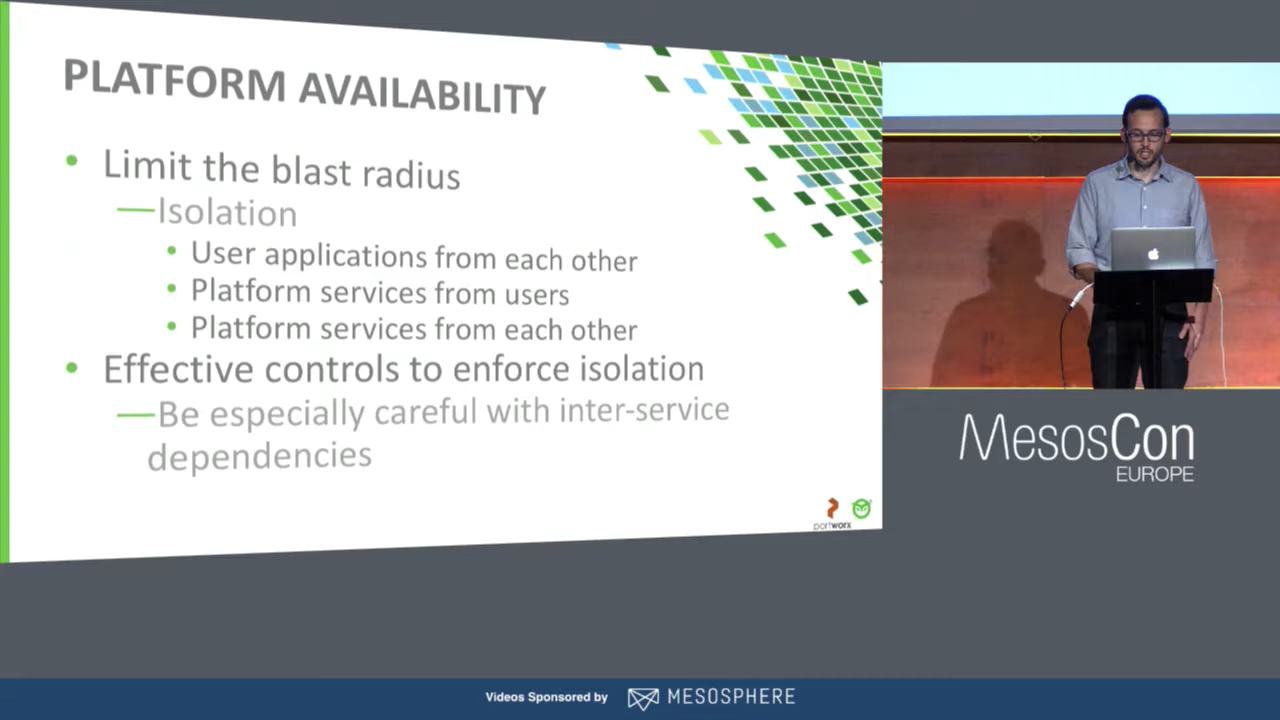 PLATFORM AVAILABILITY
• Limit the blast radius
—Isolation
• User applications from each other
• Platform services from users
• Platform services from each other
• Effective controls to enforce isolation
—Be especially careful with inter-service
dependencies
portworx
MesosCon
EUROPE
Videos Sponsored by MESOSPHERE